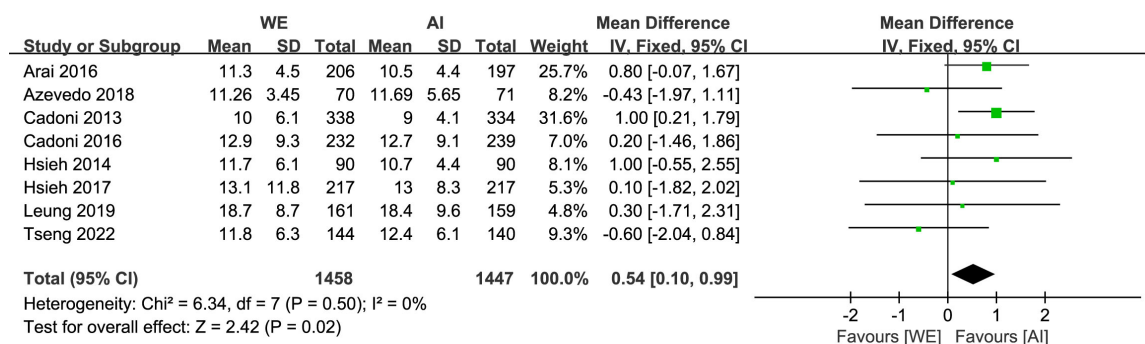 WE AI Mean Difference Mean Difference
Study or Subgroup Mean SD Total Mean SD Total Weight IV, Fixed, 95% CI IV, Fixed, 95% CI
Arai 2016 11.3 4.5 206 10.5 4.4 197 25.7% 0.80 [-0.07, 1.67]
Azevedo 2018 11.26 3.45 70 11.69 5.65 71 8.2% -0.43 [-1.97, 1.11]
Cadoni 2013 10 6.1 338 9 4.1 334 31.6% 1.00 [0.21, 1.79]
Cadoni 2016 12.9 9.3 232 12.7 9.1 239 7.0% 0.20 [-1.46, 1.86]
Hsieh 2014 11.7 6.1 90 10.7 4.4 90 8.1% 1.00 [-0.55, 2.55]
Hsieh 2017 13.1 11.8 217 13 8.3 217 5.3% 0.10 [-1.82, 2.02]
Leung 2019 18.7 8.7 161 18.4 9.6 159 4.8% 0.30 [-1.71, 2.31]
Tseng 2022 11.8 6.3 144 12.4 6.1 140 9.3% -0.60 [-2.04, 0.84]
Total (95% CI) 1458 1447 100.0% 0.54 [0.10, 0.99]
Heterogeneity: Chi² = 6.34, df = 7 (P = 0.50); I² = 0%
Test for overall effect: Z = 2.42 (P = 0.02)
-2 -1 0 1 2
Favours [WE] Favours [AI]